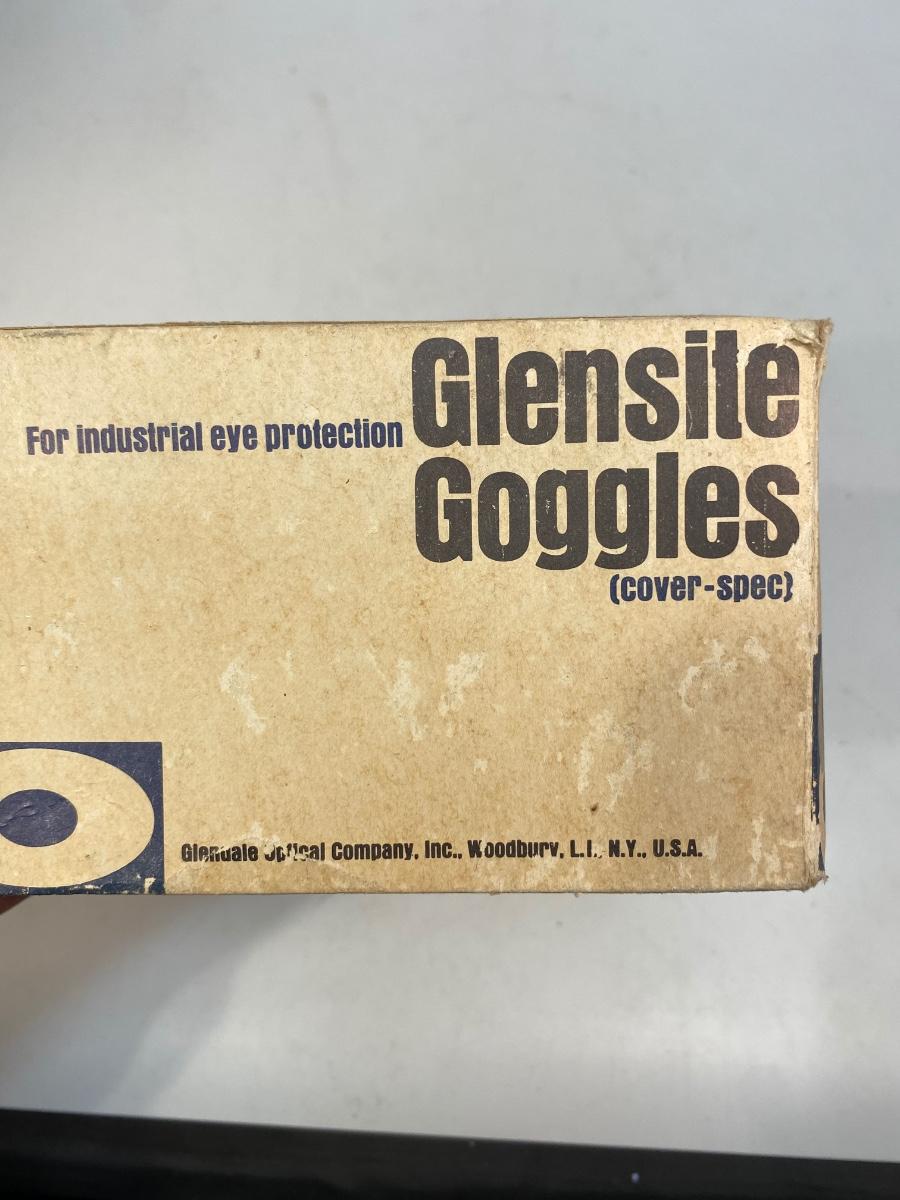 Glensite
For industrial eye protection
Goggles
(cover-spec)
Glendale Optical Company, Inc., Woodbury, L.I., N.Y., U.S.A.